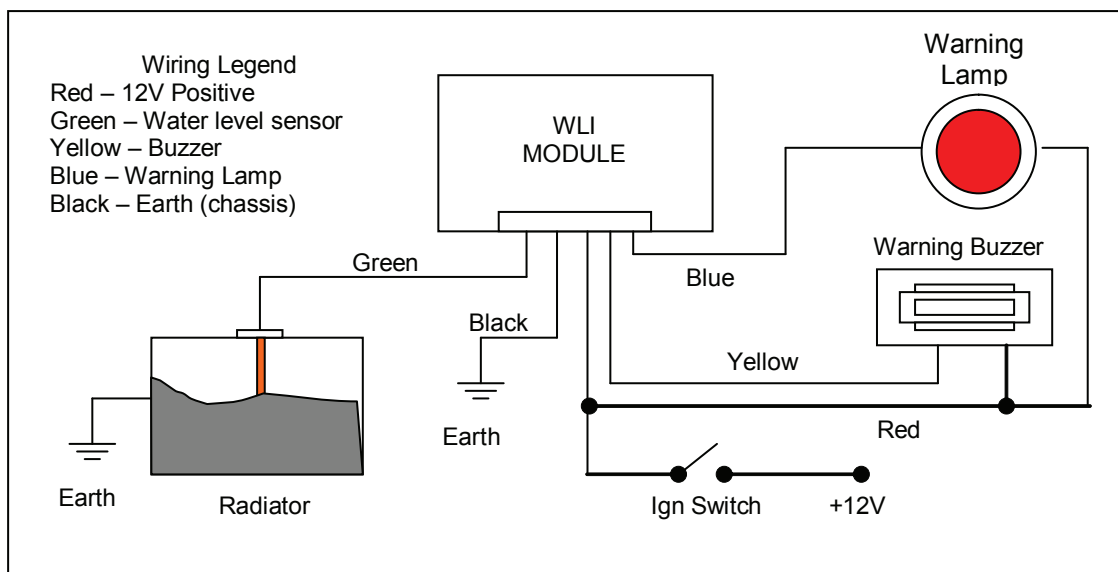 Wiring Legend
Red – 12V Positive
Green – Water level sensor
Yellow – Buzzer
Blue – Warning Lamp
Black – Earth (chassis)
WLI
MODULE
Warning
Lamp
Warning Buzzer
Green
Blue
Black
Yellow
Earth
Red
Earth
Radiator
Ign Switch
+12V